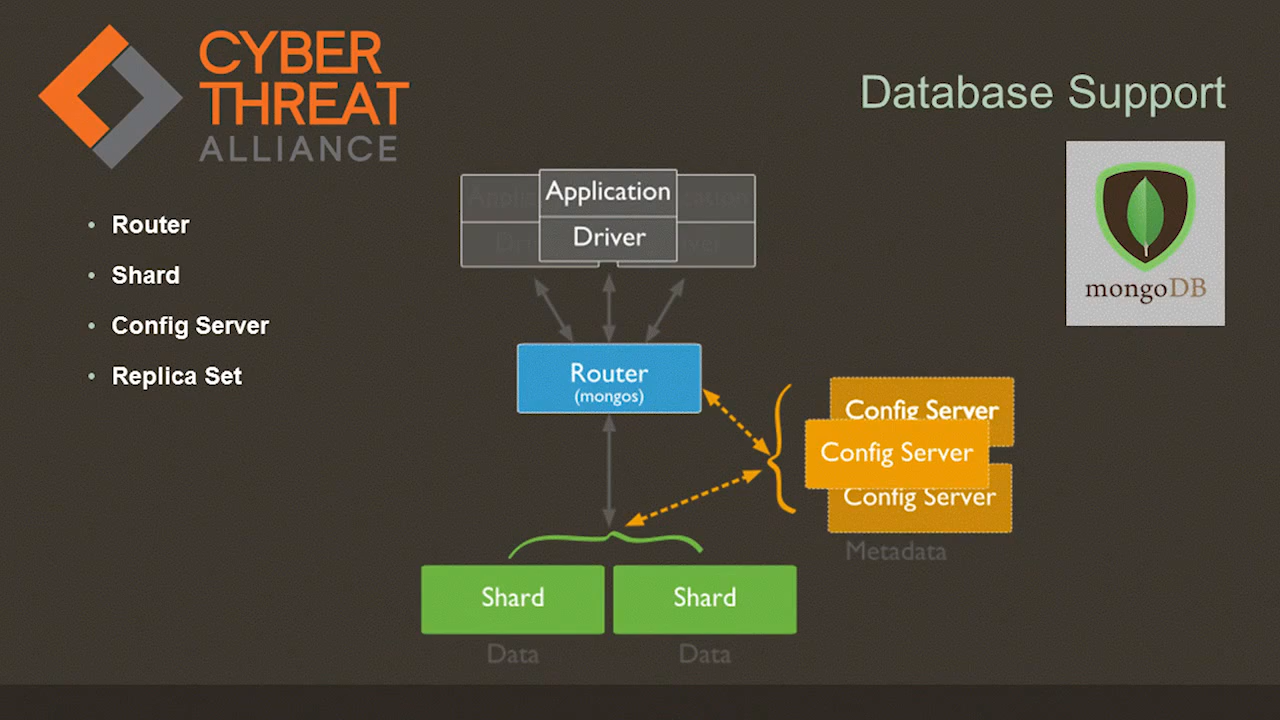 CYBER
THREAT
ALLIANCE
Database Support
mongoDB
• Router
• Shard
• Config Server
• Replica Set
Application
Driver
Router
(mongos)
Config Server
Config Server
Config Server
Metadata
Shard
Shard
Data
Data